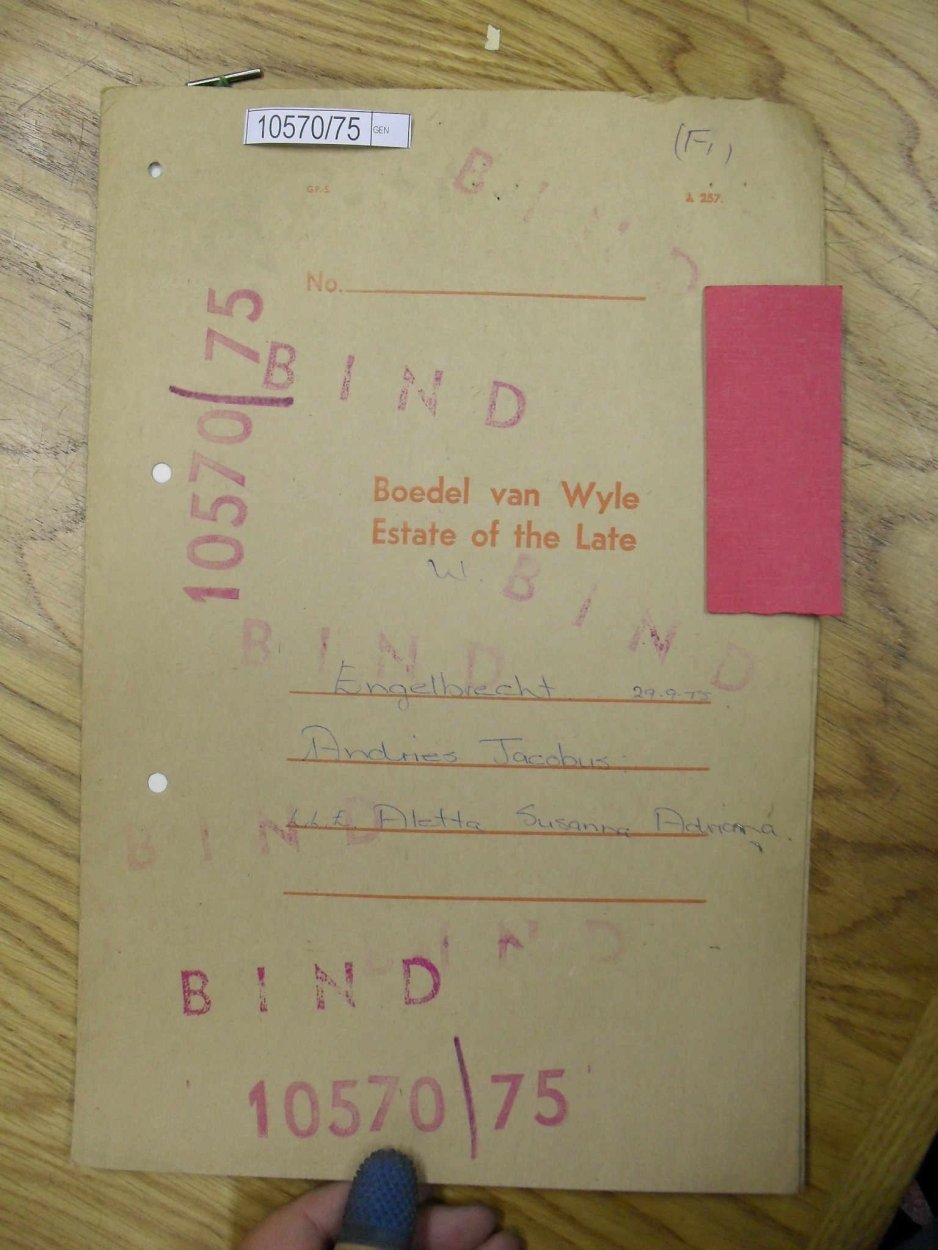 10570/75 GEN
(F1)
B I N D
G.P.-S.
J. 257.
No.
10570/75
B I N D
Boedel van Wyle
Estate of the Late
W.
B I N D
B I N D
Engelbrecht 29-9-75
Andries Jacobus
Aletta Susanna Adriana.
B I N D
I N D
B I N D
10570/75